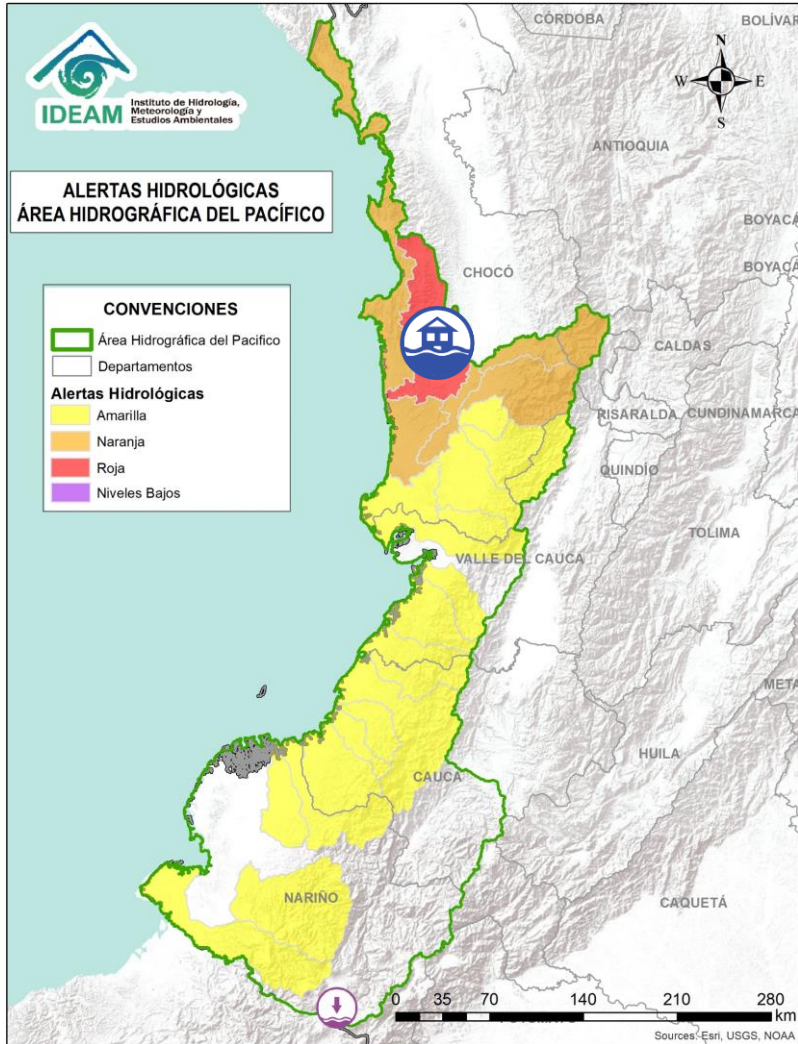 CÓRDOBA
BOLÍVAR
N
W E
S
IDEAM
Instituto de Hidrología,
Meteorología y
Estudios Ambientales
ANTIOQUIA
ALERTAS HIDROLÓGICAS
ÁREA HIDROGRÁFICA DEL PACÍFICO
BOYACÁ
BOYACÁ
CHOCÓ
CONVENCIONES
Área Hidrográfica del Pacifico
Departamentos
Alertas Hidrológicas
Amarilla
Naranja
Roja
Niveles Bajos
CALDAS
RISARALDA
CUNDINAMARCA
QUINDÍO
TOLIMA
VALLE DEL CAUCA
META
HUILA
CAUCA
NARIÑO
CAQUETÁ
0 35 70 140 210 280
km
Sources: Esri, USGS, NOAA